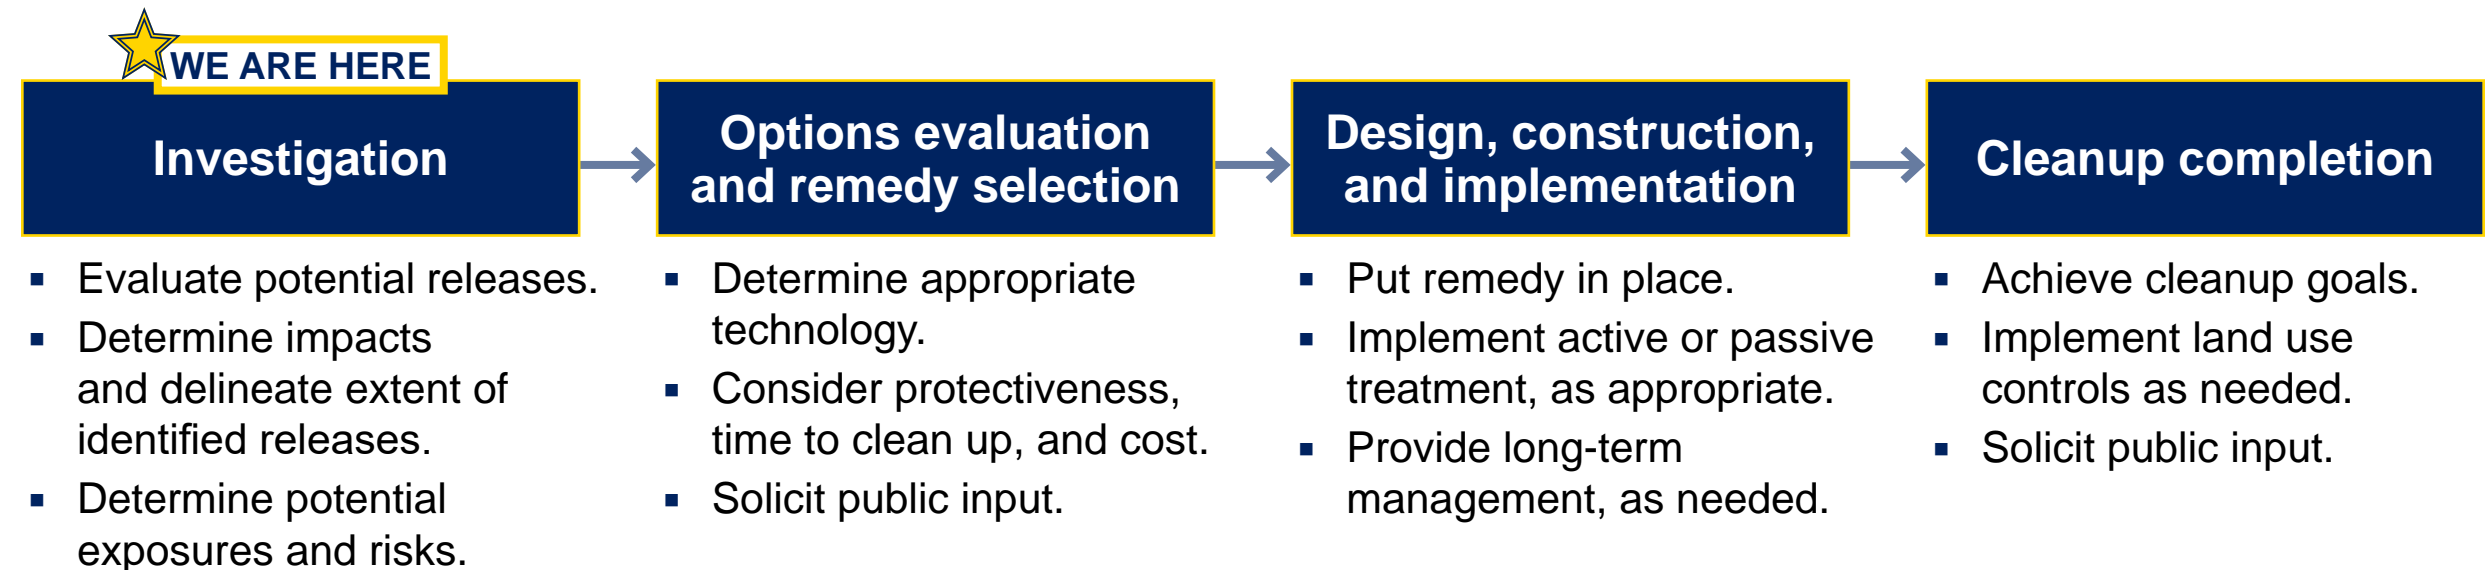 WE ARE HERE
Investigation
▪ Evaluate potential releases.
▪ Determine impacts
and delineate extent of
identified releases.
▪ Determine potential
exposures and risks.
Options evaluation
and remedy selection
▪ Determine appropriate
technology.
▪ Consider protectiveness,
time to clean up, and cost.
▪ Solicit public input.
Design, construction,
and implementation
▪ Put remedy in place.
▪ Implement active or passive
treatment, as appropriate.
▪ Provide long-term
management, as needed.
Cleanup completion
▪ Achieve cleanup goals.
▪ Implement land use
controls as needed.
▪ Solicit public input.